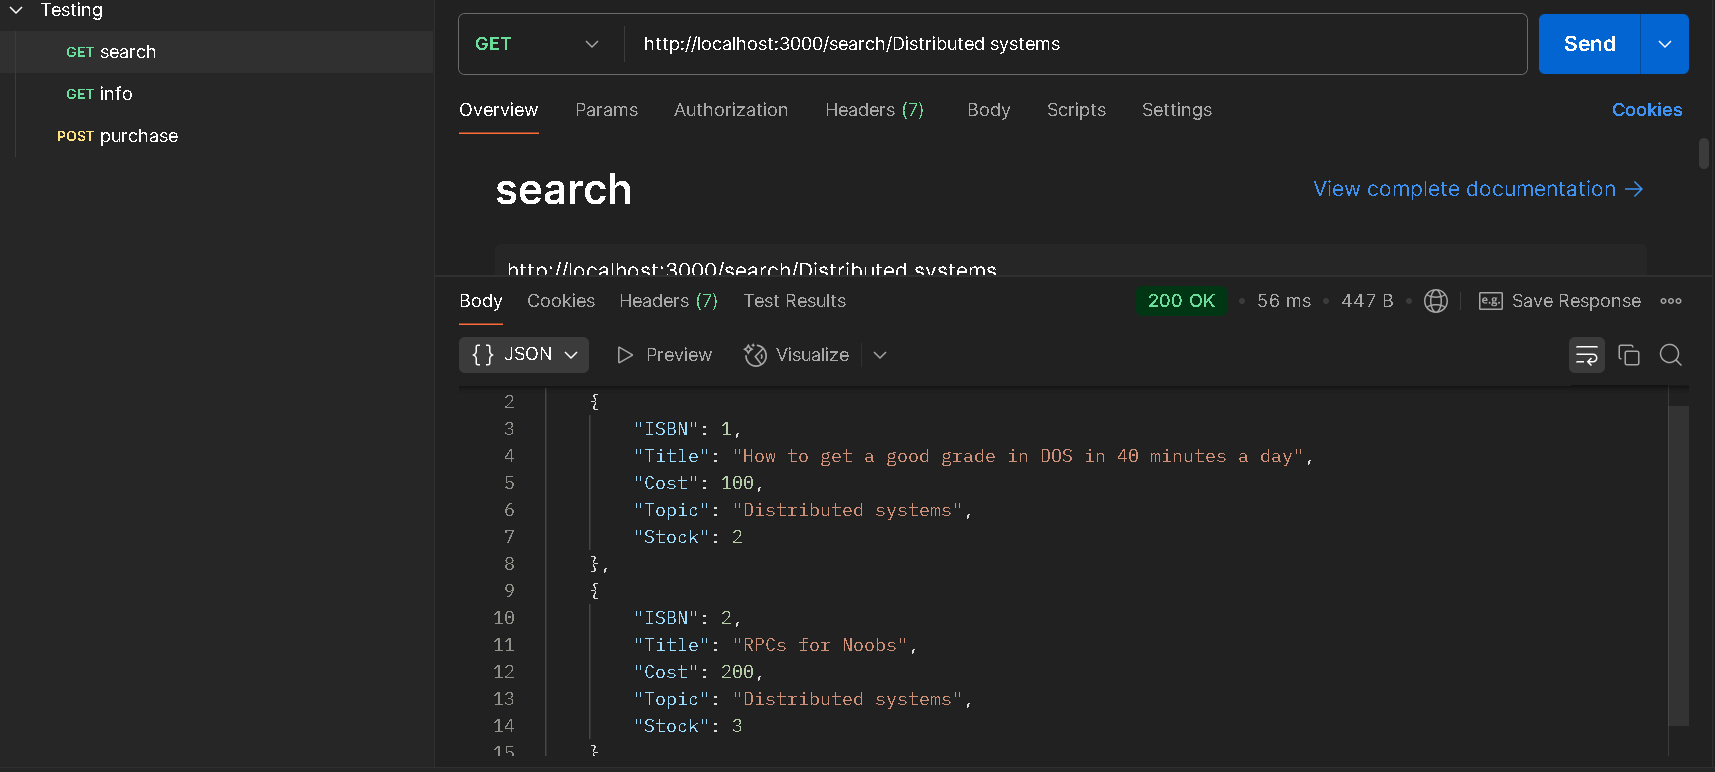 Testing
GET search
GET info
POST purchase
GET http://localhost:3000/search/Distributed systems Send
Overview Params Authorization Headers (7) Body Scripts Settings Cookies
search View complete documentation →
http://localhost:3000/search/Distributed systems
Body Cookies Headers (7) Test Results 200 OK • 56 ms • 447 B • e.g. Save Response
{} JSON Preview Visualize
2 {
3 "ISBN": 1,
4 "Title": "How to get a good grade in DOS in 40 minutes a day",
5 "Cost": 100,
6 "Topic": "Distributed systems",
7 "Stock": 2
8 },
9 {
10 "ISBN": 2,
11 "Title": "RPCs for Noobs",
12 "Cost": 200,
13 "Topic": "Distributed systems",
14 "Stock": 3
15 }